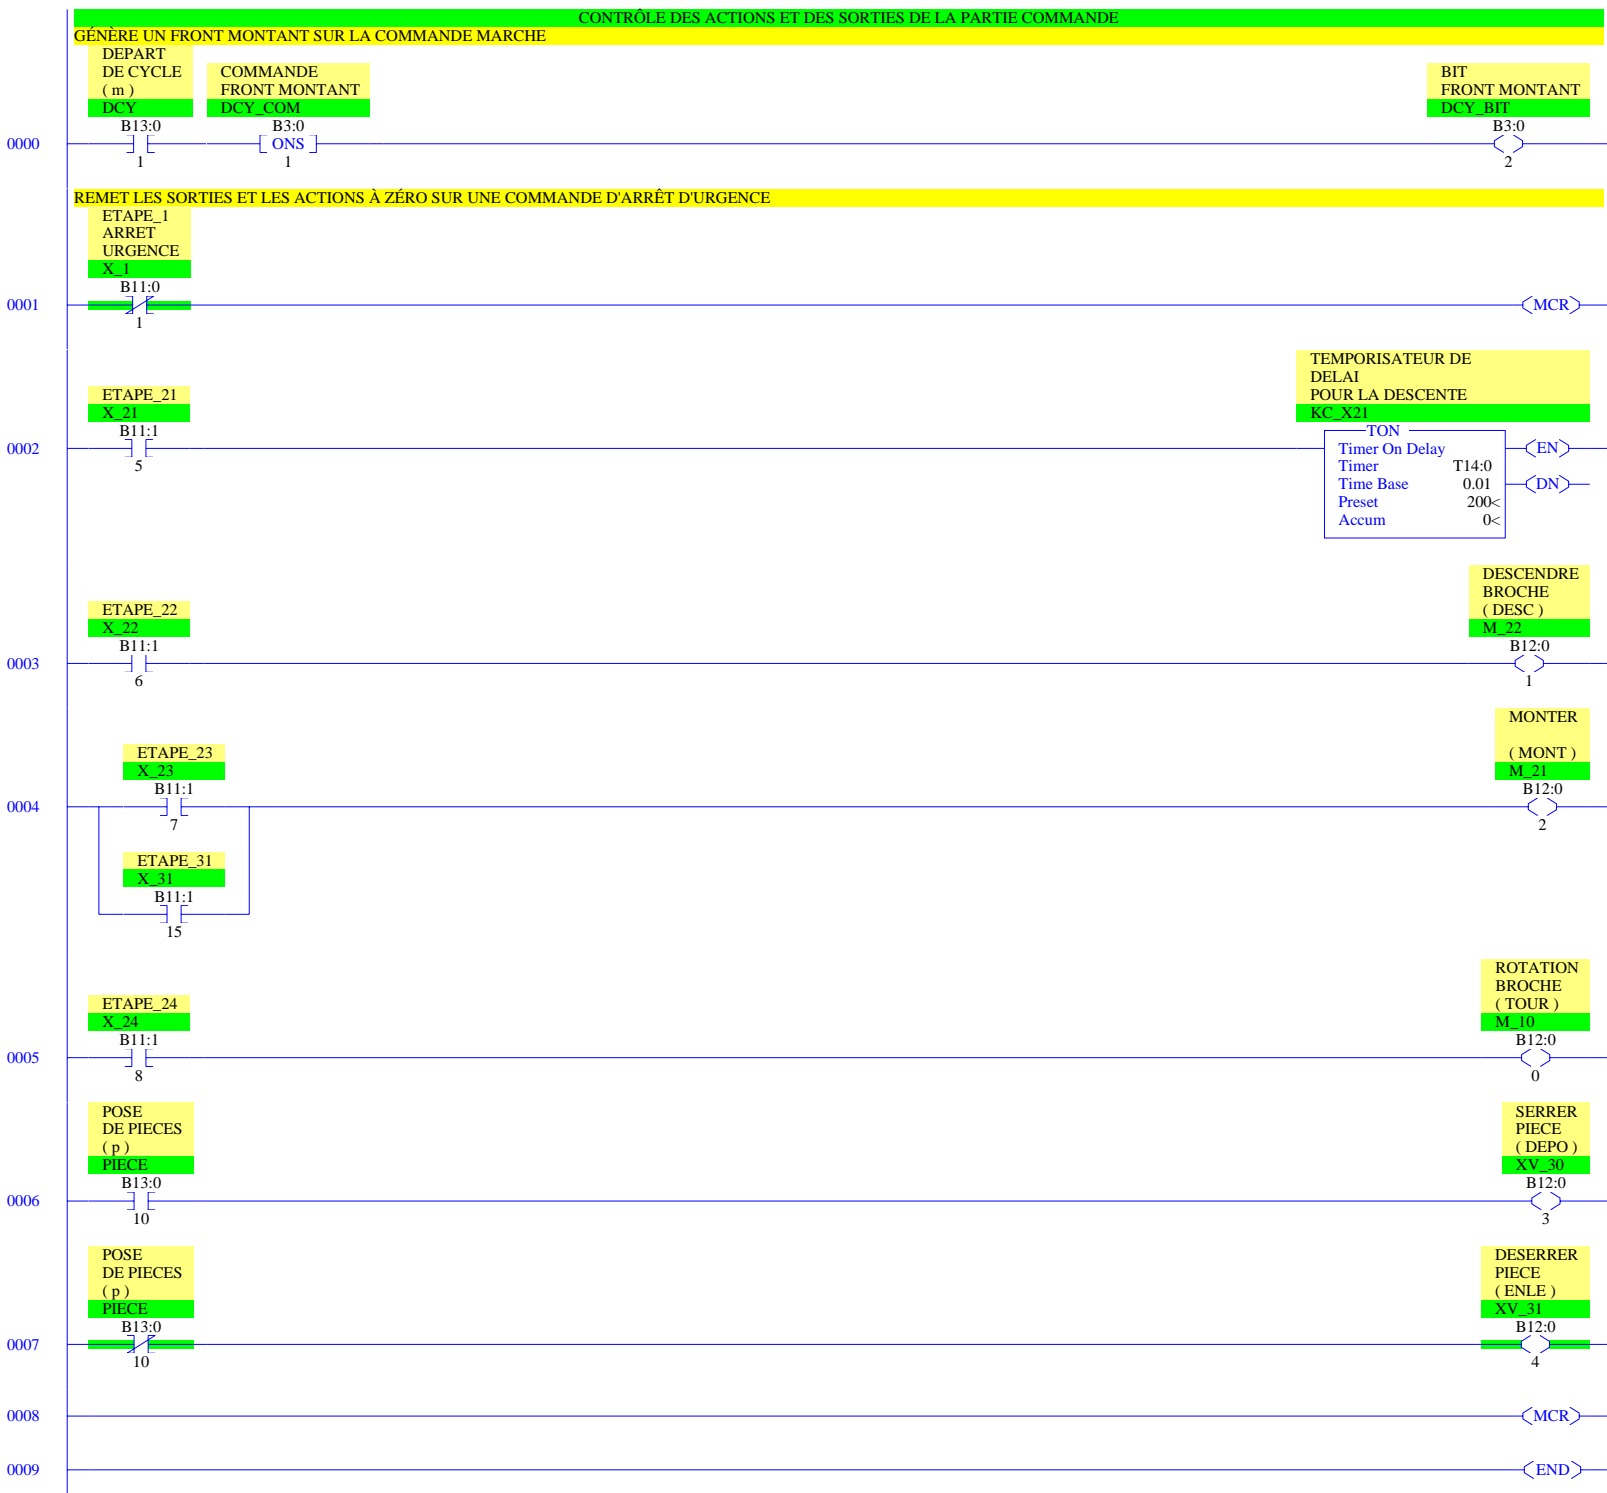 CONTRÔLE DES ACTIONS ET DES SORTIES DE LA PARTIE COMMANDE
GÉNÈRE UN FRONT MONTANT SUR LA COMMANDE MARCHE
DEPART
DE CYCLE
( m )
DCY
B13:0
1
COMMANDE
FRONT MONTANT
DCY_COM
B3:0
ONS
1
BIT
FRONT MONTANT
DCY_BIT
B3:0
2
0000
REMET LES SORTIES ET LES ACTIONS À ZÉRO SUR UNE COMMANDE D'ARRÊT D'URGENCE
ETAPE_1
ARRET
URGENCE
X_1
B11:0
1
0001
MCR
ETAPE_21
X_21
B11:1
5
0002
TEMPORISATEUR DE
DELAI
POUR LA DESCENTE
KC_X21
TON
Timer On Delay
Timer T14:0
Time Base 0.01
Preset 200<
Accum 0<
EN
DN
ETAPE_22
X_22
B11:1
6
0003
DESCENDRE
BROCHE
( DESC )
M_22
B12:0
1
ETAPE_23
X_23
B11:1
7
0004
ETAPE_31
X_31
B11:1
15
MONTER
( MONT )
M_21
B12:0
2
ETAPE_24
X_24
B11:1
8
0005
ROTATION
BROCHE
( TOUR )
M_10
B12:0
0
POSE
DE PIECES
( p )
PIECE
B13:0
10
0006
SERRER
PIECE
( DEPO )
XV_30
B12:0
3
POSE
DE PIECES
( p )
PIECE
B13:0
10
0007
DESERRER
PIECE
( ENLE )
XV_31
B12:0
4
0008
MCR
0009
END